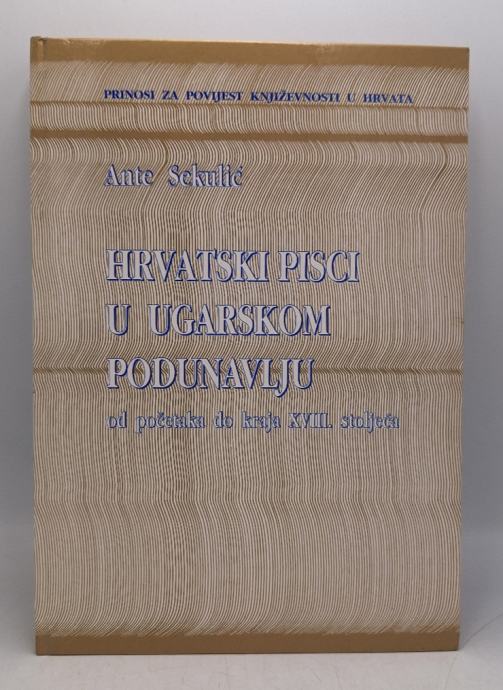 PRINOSI ZA POVIJEST KNJIŽEVNOSTI U HRVATA
Ante Sekulić
HRVATSKI PISCI
U UGARSKOM
PODUNAVLJU
od početaka do kraja XVIII. stoljeća